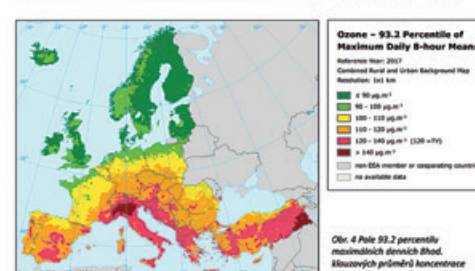 Ozone – 93.2 Percentile of
Maximum Daily 8-hour Means
Reference Year: 2017
Combined Rural and Urban Background Map
Resolution: 1x1 km
≤ 90 µg.m-3
90 - 100 µg.m-3
100 - 110 µg.m-3
110 - 120 µg.m-3
120 - 140 µg.m-3 (120 =TV)
> 140 µg.m-3
non EEA member or cooperating countri
no available data
Obr. 4 Pole 93.2 percentilu
maximálních denních 8hod.
klouzavých průměrů koncentrace